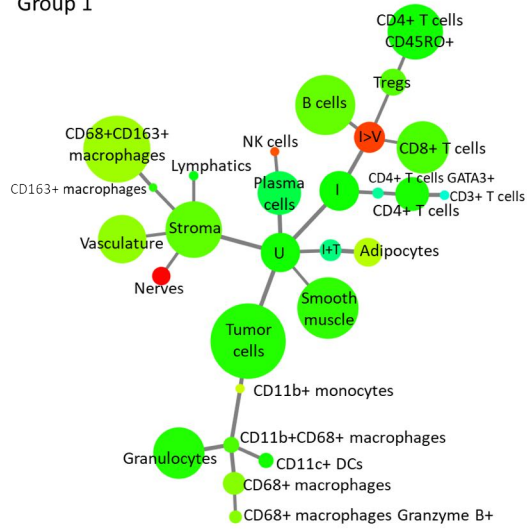 Group 1
CD4+ T cells
CD45RO+
Tregs
B cells
I>V
CD8+ T cells
NK cells
CD68+CD163+
macrophages
Lymphatics
CD163+ macrophages
Plasma
cells
I
CD4+ T cells GATA3+
CD3+ T cells
CD4+ T cells
Stroma
Vasculature
U
I+T
Adipocytes
Nerves
Smooth
muscle
Tumor
cells
CD11b+ monocytes
CD11b+CD68+ macrophages
Granulocytes
CD11c+ DCs
CD68+ macrophages
CD68+ macrophages Granzyme B+